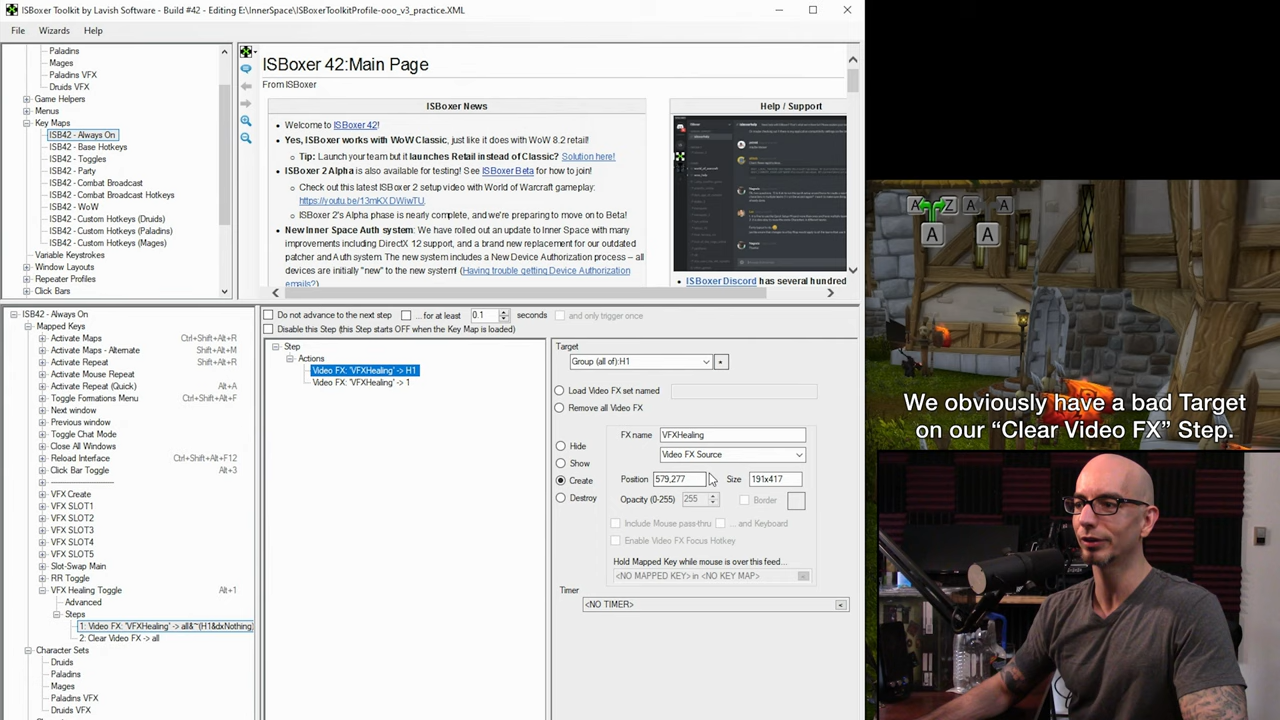 ISBoxer Toolkit by Lavish Software - Build #42 - Editing E:\InnerSpace\ISBoxerToolkitProfile-ooo_v3_practice.XML
File Wizards Help
Paladins
Mages
Paladins VFX
Druids VFX
Game Helpers
Menus
Key Maps
ISB42 - Always On
ISB42 - Base Hotkeys
ISB42 - Toggles
ISB42 - Party
ISB42 - Combat Broadcast
ISB42 - Combat Broadcast Hotkeys
ISB42 - WoW
ISB42 - Custom Hotkeys (Druids)
ISB42 - Custom Hotkeys (Paladins)
ISB42 - Custom Hotkeys (Mages)
Variable Keystrokes
Window Layouts
Repeater Profiles
Click Bars
ISBoxer 42:Main Page
From ISBoxer
ISBoxer News
Welcome to ISBoxer 42!
Yes, ISBoxer works with WoW Classic, just like it does with WoW 8.2 retail!
Tip: Launch your team but it launches Retail instead of Classic? Solution here!
ISBoxer 2 Alpha is also available for testing! See ISBoxer Beta for how to join!
Check out this latest ISBoxer 2 setup video with World of Warcraft gameplay:
https://youtu.be/13mKXDWiwTU.
ISBoxer 2's Alpha phase is nearly complete, and we're preparing to move on to Beta!
New Inner Space Auth system: We have rolled out an update to Inner Space with many
improvements including DirectX 12 support, and a brand new replacement for our outdated
patcher and Auth system. The new system includes a New Device Authorization process – all
devices are initially "new" to the new system! (Having trouble getting Device Authorization
emails?)
Help / Support
ISBoxer Discord has several hundred
ISB42 - Always On
Mapped Keys
Activate Maps Ctrl+Shift+Alt+R
Activate Maps - Alternate Shift+Alt+M
Activate Repeat Ctrl+Shift+Alt+R
Activate Mouse Repeat
Activate Repeat (Quick) Alt+A
Toggle Formations Menu Ctrl+Shift+Alt+F
Next window
Previous window
Toggle Chat Mode
Close All Windows
Reload Interface Ctrl+Shift+Alt+F12
Click Bar Toggle Alt+3
VFX Create
VFX SLOT1
VFX SLOT2
VFX SLOT3
VFX SLOT4
VFX SLOT5
Slot-Swap Main
RR Toggle
VFX Healing Toggle Alt+1
Advanced
Steps
1: Video FX: 'VFXHealing' -> all&~(H1&dxNothing)
2: Clear Video FX -> all
Character Sets
Druids
Paladins
Mages
Paladins VFX
Druids VFX
Do not advance to the next step ... for at least 0.1 seconds and only trigger once
Disable this Step (this Step starts OFF when the Key Map is loaded)
Step
Actions
Video FX: 'VFXHealing' -> H1
Video FX: 'VFXHealing' -> 1
Target
Group (all of):H1
Load Video FX set named
Remove all Video FX
FX name VFXHealing
Hide
Video FX Source
Show
Create
Position 579,277 Size 191x417
Destroy
Opacity (0-255) 255 Border
Include Mouse pass-thru ... and Keyboard
Enable Video FX Focus Hotkey
Hold Mapped Key while mouse is over this feed...
<NO MAPPED KEY> in <NO KEY MAP>
Timer
<NO TIMER>
A Z A A
A A
We obviously have a bad Target
on our “Clear Video FX” Step.